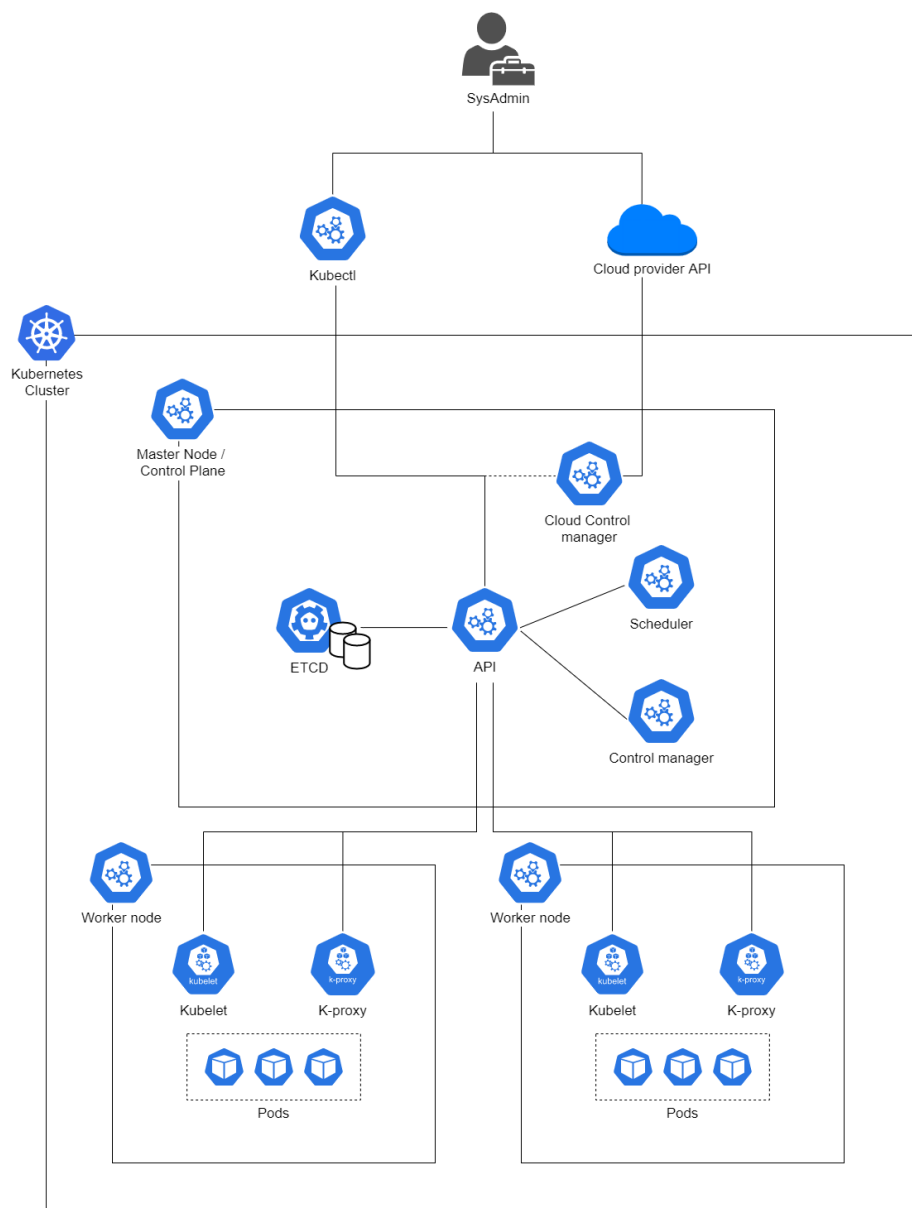 SysAdmin
Kubectl
Cloud provider API
Kubernetes
Cluster
Master Node /
Control Plane
Cloud Control
manager
Scheduler
ETCD
API
Control manager
Worker node
Worker node
kubelet
k-proxy
kubelet
k-proxy
Kubelet
K-proxy
Kubelet
K-proxy
Pods
Pods